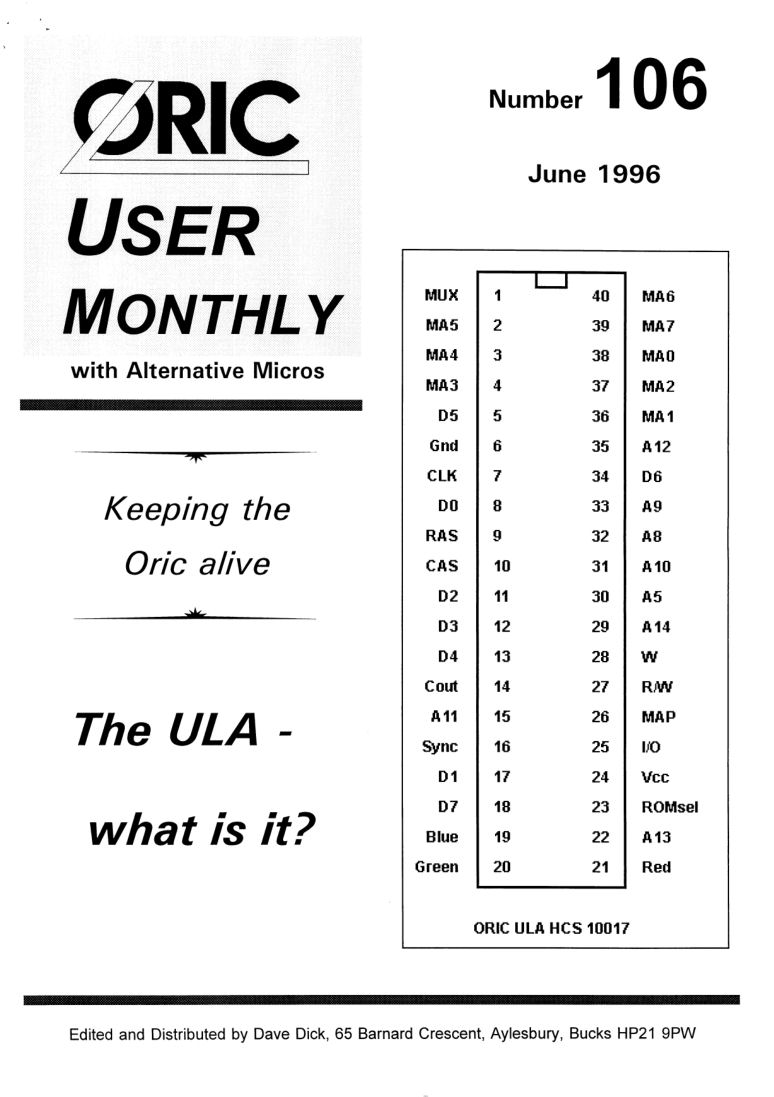 ORIC
USER
MONTHLY
with Alternative Micros
Number 106
June 1996
Keeping the
Oric alive
The ULA -
what is it?
MUX 1 40 MA6
MA5 2 39 MA7
MA4 3 38 MA0
MA3 4 37 MA2
D5 5 36 MA1
Gnd 6 35 A12
CLK 7 34 D6
D0 8 33 A9
RAS 9 32 A8
CAS 10 31 A10
D2 11 30 A5
D3 12 29 A14
D4 13 28 W
Cout 14 27 R/W
A11 15 26 MAP
Sync 16 25 I/O
D1 17 24 Vcc
D7 18 23 ROMsel
Blue 19 22 A13
Green 20 21 Red
ORIC ULA HCS 10017
Edited and Distributed by Dave Dick, 65 Barnard Crescent, Aylesbury, Bucks HP21 9PW